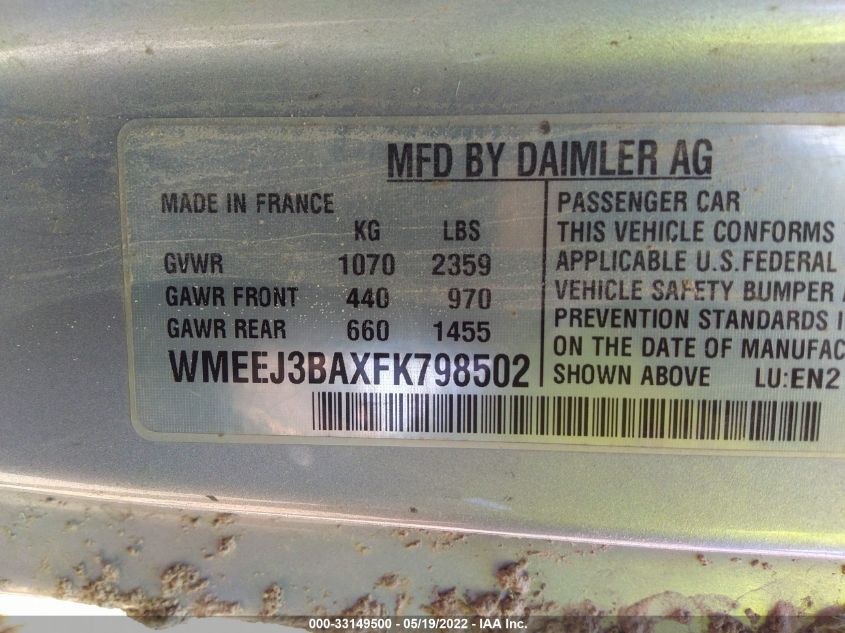 MFD BY DAIMLER AG
MADE IN FRANCE
KG LBS
GVWR 1070 2359
GAWR FRONT 440 970
GAWR REAR 660 1455
WMEEJ3BAXFK798502
PASSENGER CAR
THIS VEHICLE CONFORMS
APPLICABLE U.S.FEDERAL
VEHICLE SAFETY BUMPER
PREVENTION STANDARDS
ON THE DATE OF MANUFAC
SHOWN ABOVE LU:EN2
000-33149500 - 05/19/2022 - IAA Inc.